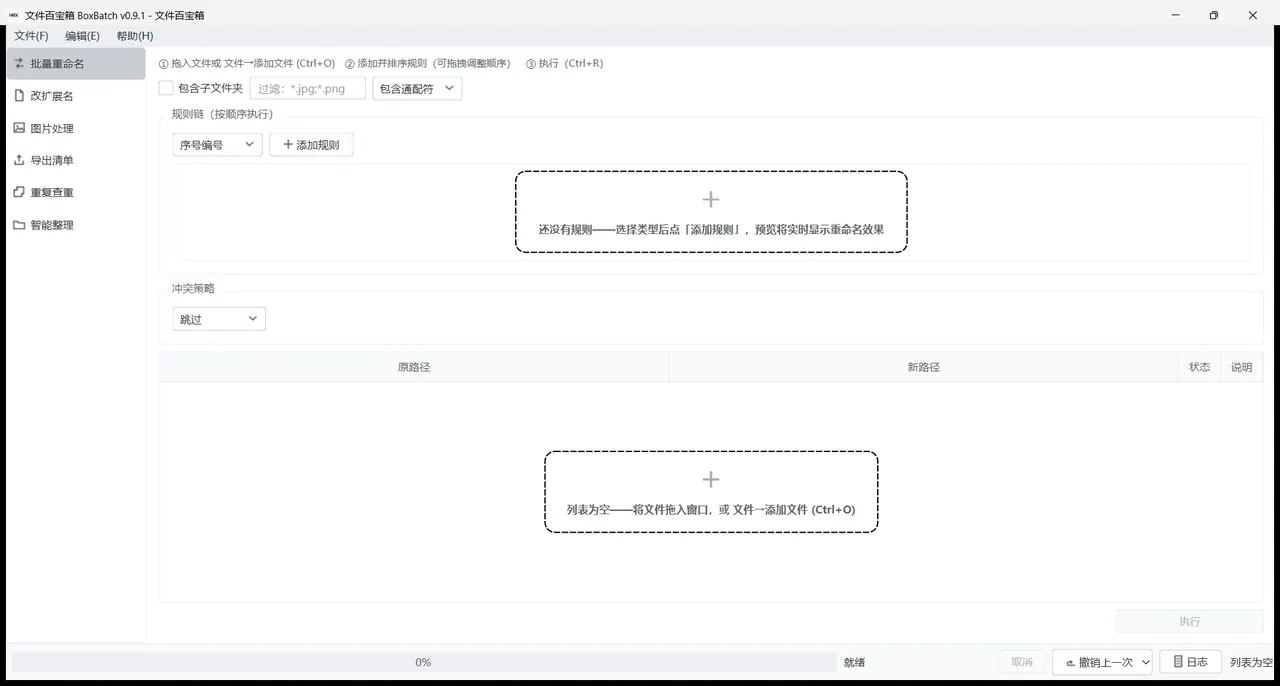 文件百宝箱 BoxBatch v0.9.1 - 文件百宝箱
文件(F) 编辑(E) 帮助(H)
批量重命名
改扩展名
图片处理
导出清单
重复查重
智能整理
① 拖入文件或 文件→添加文件 (Ctrl+O) ② 添加并排序规则（可拖拽调整顺序） ③ 执行（Ctrl+R）
包含子文件夹 过滤：*.jpg;*.png 包含通配符
规则链（按顺序执行）
序号编号 添加规则
还没有规则——选择类型后点「添加规则」，预览将实时显示重命名效果
冲突策略
跳过
原路径 新路径 状态 说明
列表为空——将文件拖入窗口，或 文件→添加文件 (Ctrl+O)
执行
0% 就绪 取消 撤销上一次 日志 列表为空